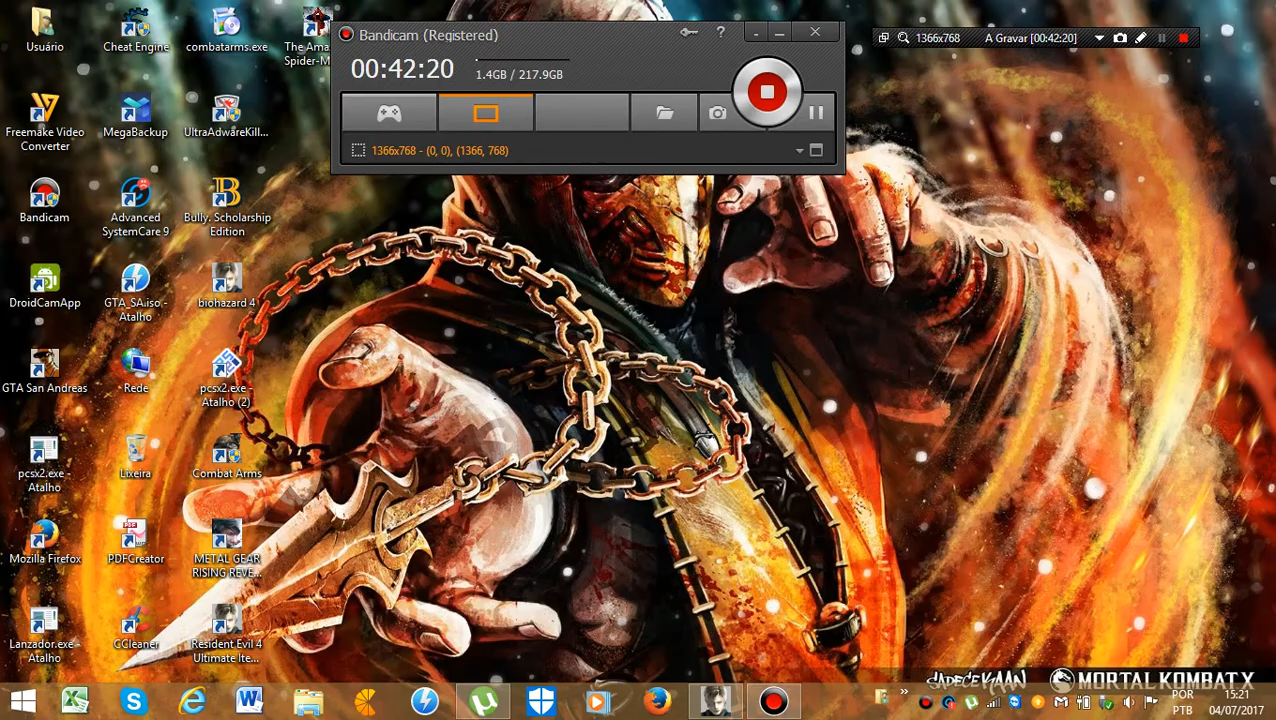 Bandicam (Registered)
00:42:20
1.4GB / 217.9GB
1366x768 - (0, 0), (1366, 768)
1366x768
A Gravar [00:42:20]
Usuário
Cheat Engine
combatarms.exe
The Ama
Spider-M
Freemake Video
Converter
MegaBackup
UltraAdwareKill...
Bandicam
Advanced
SystemCare 9
Bully. Scholarship
Edition
DroidCamApp
GTA_SA.iso -
Atalho
biohazard 4
GTA San Andreas
Rede
pcsx2.exe -
Atalho (2)
pcsx2.exe -
Atalho
Lixeira
Combat Arms
Mozilla Firefox
PDFCreator
METAL GEAR
RISING REVE...
Lanzador.exe -
Atalho
CCleaner
Resident Evil 4
Ultimate Ite...
MORTAL KOMBAT X
POR
PTB
15:21
04/07/2017